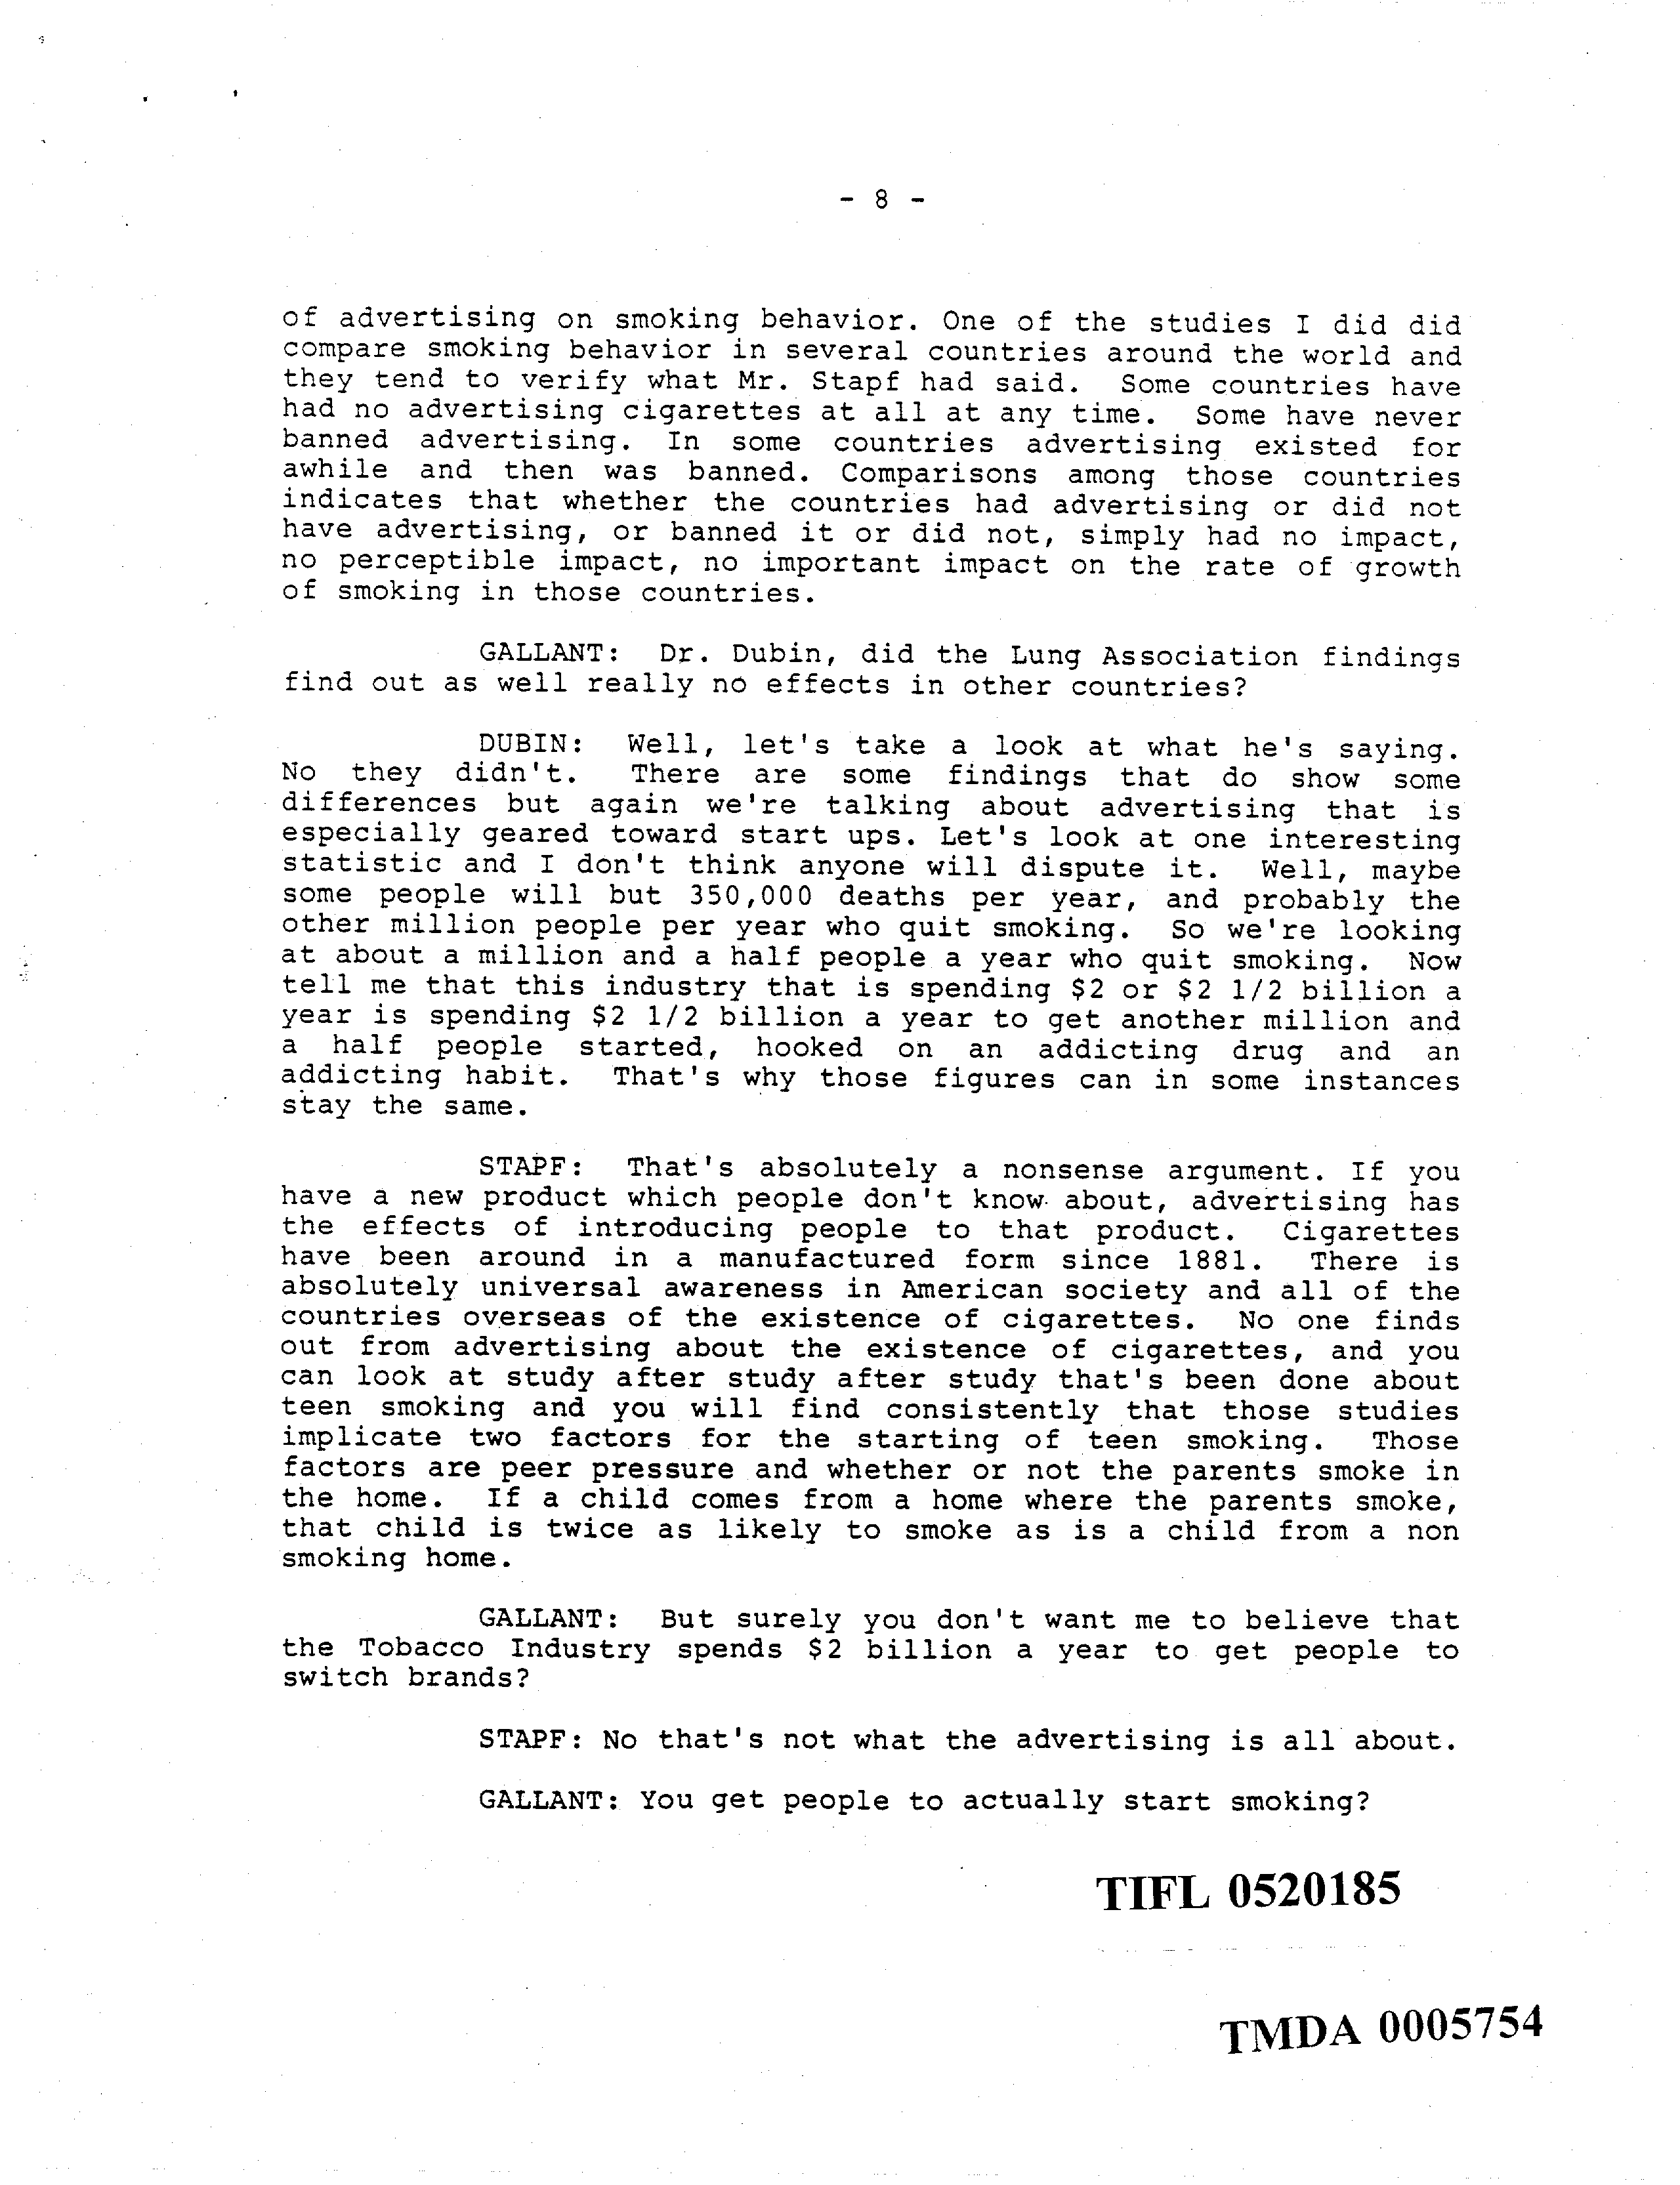 - 8 -
of advertising on smoking behavior. One of the studies I did did
compare smoking behavior in several countries around the world and
they tend to verify what Mr. Stapf had said. Some countries have
had no advertising cigarettes at all at any time. Some have never
banned advertising. In some countries advertising existed for
awhile and then was banned. Comparisons among those countries
indicates that whether the countries had advertising or did not
have advertising, or banned it or did not, simply had no impact,
no perceptible impact, no important impact on the rate of growth
of smoking in those countries.
GALLANT: Dr. Dubin, did the Lung Association findings
find out as well really no effects in other countries?
DUBIN: Well, let's take a look at what he's saying.
No they didn't. There are some findings that do show some
differences but again we're talking about advertising that is
especially geared toward start ups. Let's look at one interesting
statistic and I don't think anyone will dispute it. Well, maybe
some people will but 350,000 deaths per year, and probably the
other million people per year who quit smoking. So we're looking
at about a million and a half people a year who quit smoking. Now
tell me that this industry that is spending $2 or $2 1/2 billion a
year is spending $2 1/2 billion a year to get another million and
a half people started, hooked on an addicting drug and an
addicting habit. That's why those figures can in some instances
stay the same.
STAPF: That's absolutely a nonsense argument. If you
have a new product which people don't know about, advertising has
the effects of introducing people to that product. Cigarettes
have been around in a manufactured form since 1881. There is
absolutely universal awareness in American society and all of the
countries overseas of the existence of cigarettes. No one finds
out from advertising about the existence of cigarettes, and you
can look at study after study after study that's been done about
teen smoking and you will find consistently that those studies
implicate two factors for the starting of teen smoking. Those
factors are peer pressure and whether or not the parents smoke in
the home. If a child comes from a home where the parents smoke,
that child is twice as likely to smoke as is a child from a non
smoking home.
GALLANT: But surely you don't want me to believe that
the Tobacco Industry spends $2 billion a year to get people to
switch brands?
STAPF: No that's not what the advertising is all about.
GALLANT: You get people to actually start smoking?
TIFL 0520185
TMDA 0005754